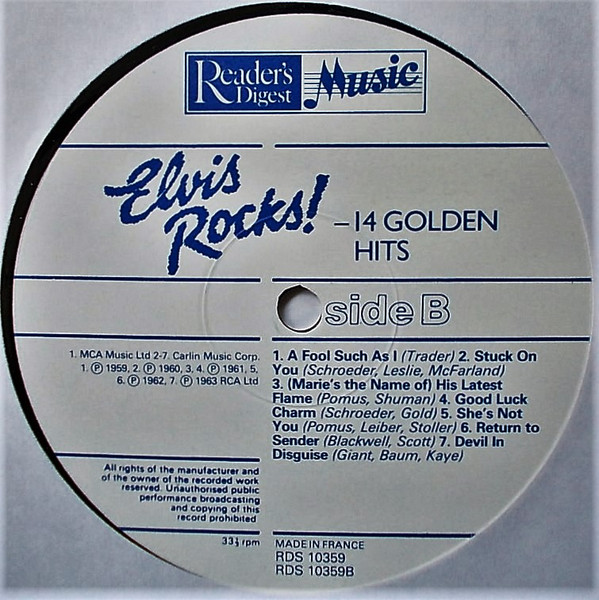 Reader's Digest Music
Elvis
Rocks!
– 14 GOLDEN
HITS
side B
1. MCA Music Ltd 2-7. Carlin Music Corp.
1. ℗ 1959, 2. ℗ 1960, 3, 4. ℗ 1961, 5,
6. ℗ 1962, 7. ℗ 1963 RCA Ltd
1. A Fool Such As I (Trader) 2. Stuck On
You (Schroeder, Leslie, McFarland)
3. (Marie's the Name of) His Latest
Flame (Pomus, Shuman) 4. Good Luck
Charm (Schroeder, Gold) 5. She's Not
You (Pomus, Leiber, Stoller) 6. Return to
Sender (Blackwell, Scott) 7. Devil In
Disguise (Giant, Baum, Kaye)
All rights of the manufacturer and
of the owner of the recorded work
reserved. Unauthorised public
performance broadcasting
and copying of this
record prohibited
33⅓ rpm
MADE IN FRANCE
RDS 10359
RDS 10359B